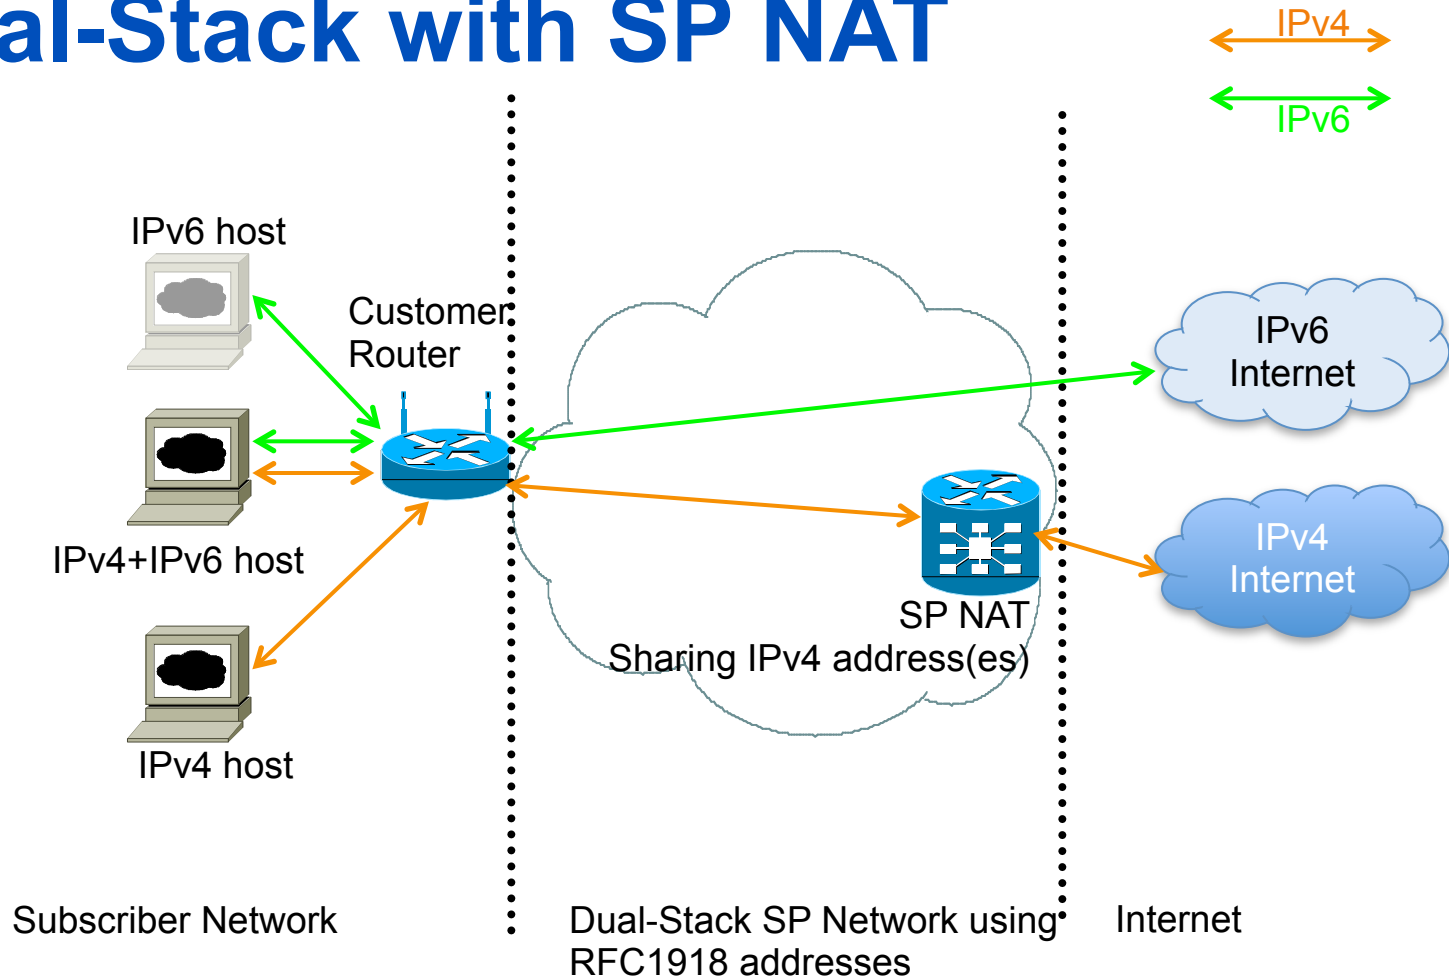 al-Stack with SP NAT
IPv4
IPv6
IPv6 host
Customer
Router
IPv6
Internet
IPv4+IPv6 host
IPv4
Internet
SP NAT
Sharing IPv4 address(es)
IPv4 host
Subscriber Network
Dual-Stack SP Network using
RFC1918 addresses
Internet